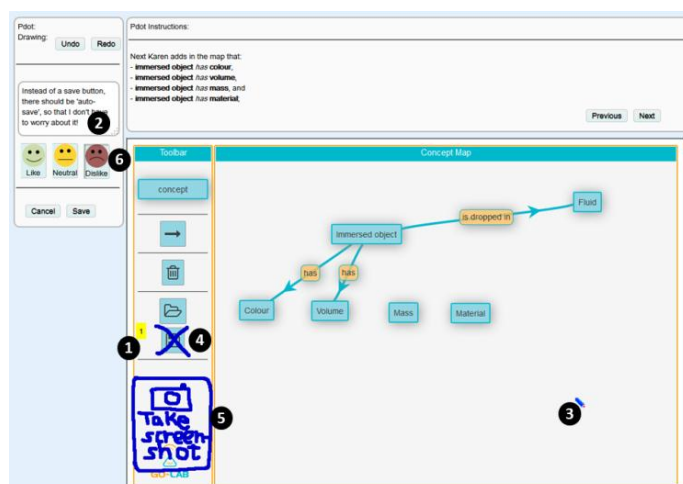 Pdot:
Drawing:
Undo
Redo
Instead of a save button,
there should be 'auto-
save', so that I don't have
to worry about it!
2
6
Like
Neutral
Dislike
Cancel
Save
Pdot Instructions:
Next Karen adds in the map that:
- immersed object has colour,
- immersed object has volume,
- immersed object has mass, and
- immersed object has material,
Previous
Next
Toolbar
concept
1
1
4
Take
screen-
shot
5
GO-LAB
Concept Map
Fluid
is dropped in
Immersed object
has
has
Colour
Volume
Mass
Material
3